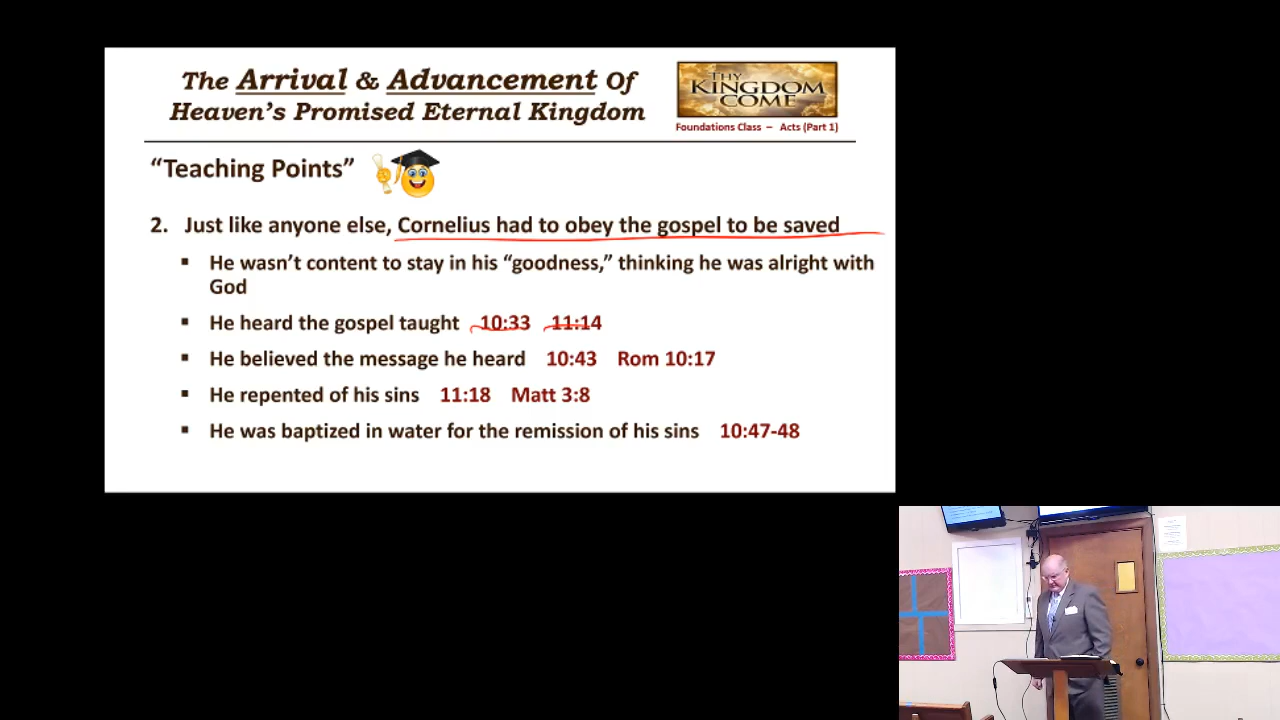 The Arrival & Advancement Of
Heaven's Promised Eternal Kingdom
THY
KINGDOM
COME
Foundations Class – Acts (Part 1)
“Teaching Points”
2. Just like anyone else, Cornelius had to obey the gospel to be saved
▪ He wasn't content to stay in his “goodness,” thinking he was alright with
God
▪ He heard the gospel taught 10:33 11:14
▪ He believed the message he heard 10:43 Rom 10:17
▪ He repented of his sins 11:18 Matt 3:8
▪ He was baptized in water for the remission of his sins 10:47-48